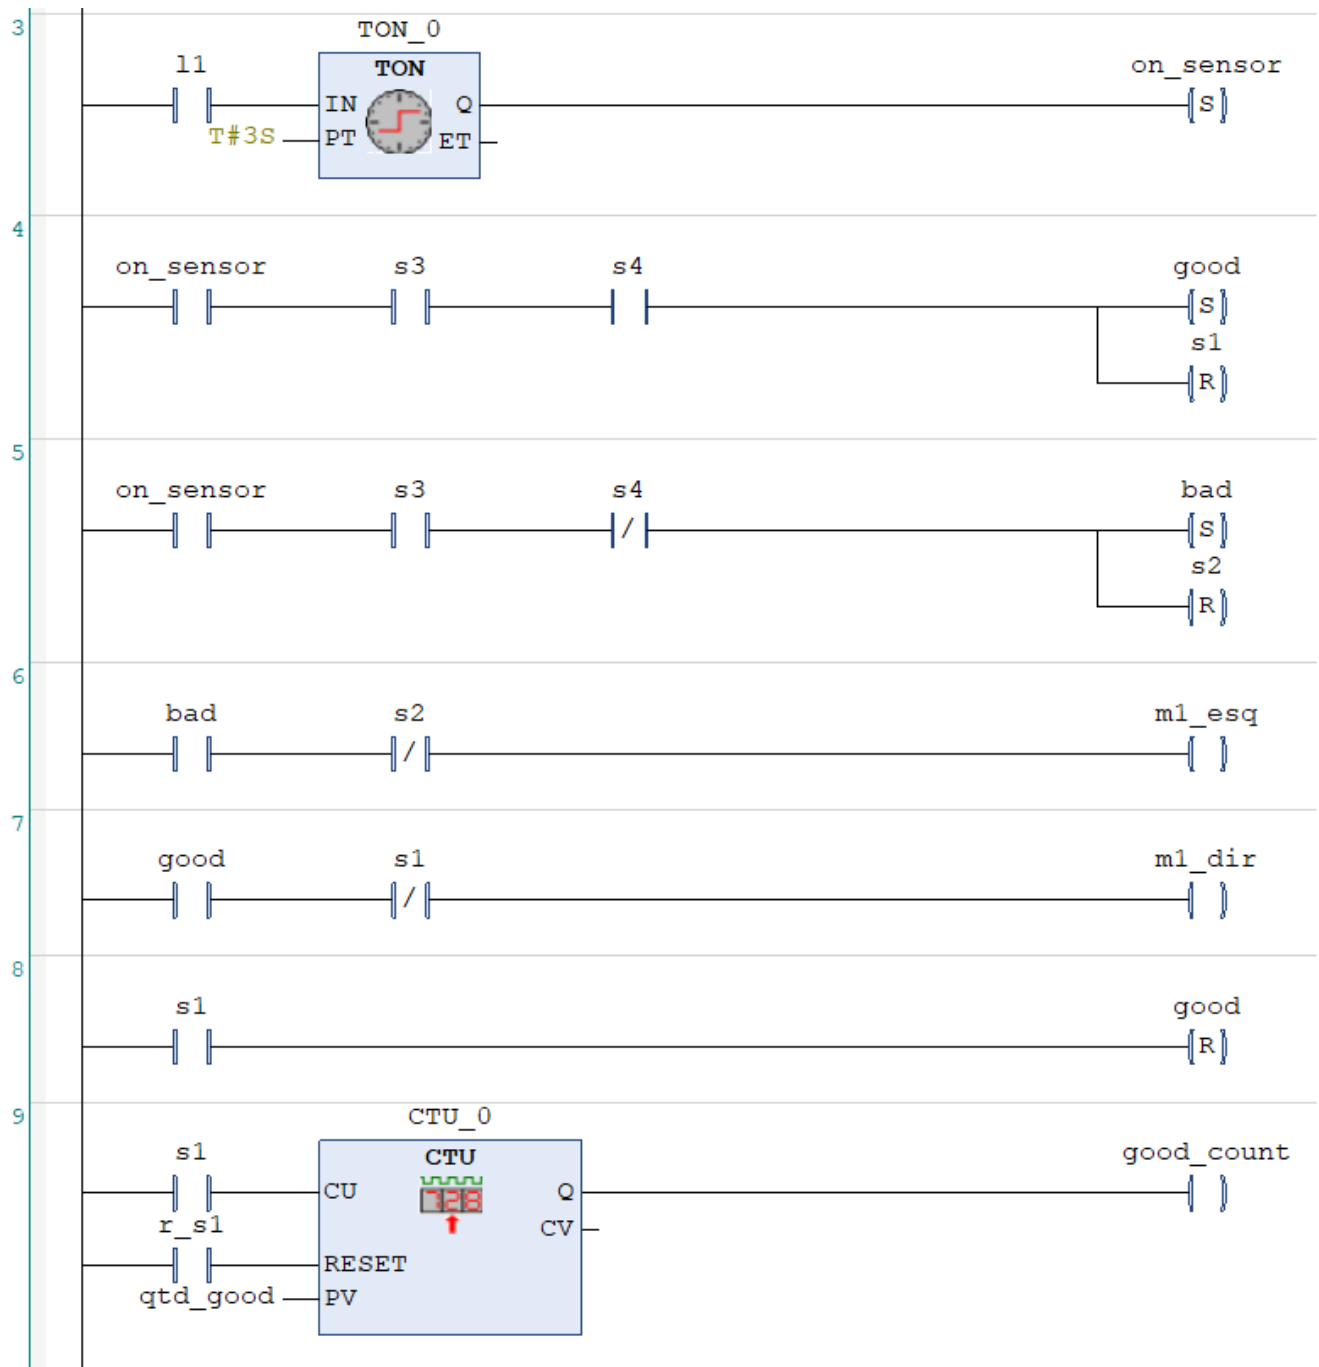 3
TON_0
l1
TON
on_sensor
IN
Q
S
T#3S
PT
ET
4
on_sensor
s3
s4
good
S
s1
R
5
on_sensor
s3
s4
bad
/
S
s2
R
6
bad
s2
m1_esq
/
7
good
s1
m1_dir
/
8
s1
good
R
9
CTU_0
s1
CTU
good_count
CU
728
Q
r_s1
CV
RESET
qtd_good
PV